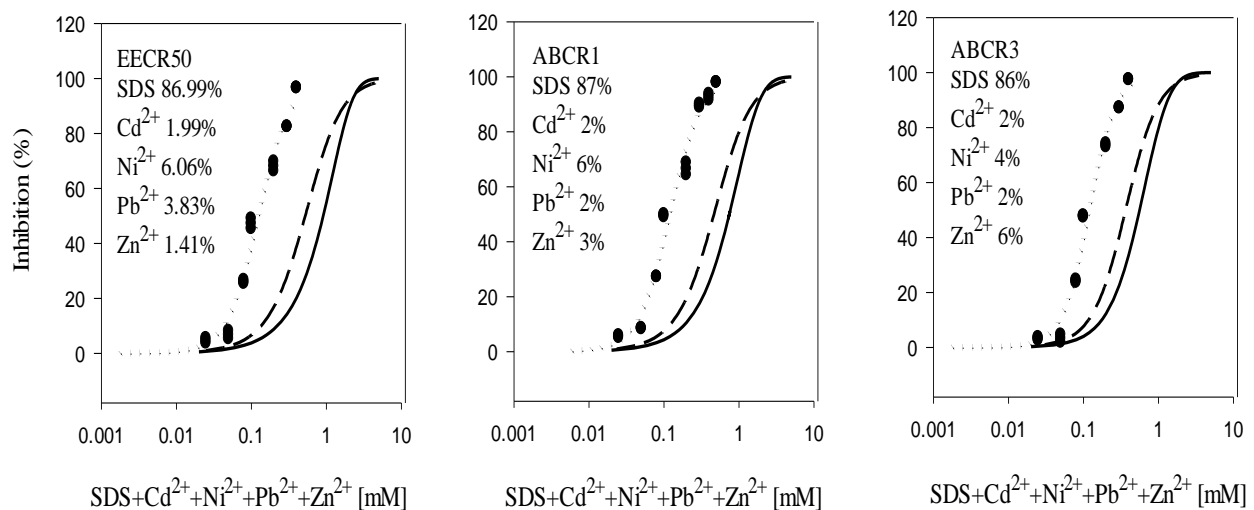 Inhibition (%)
120
100
80
60
40
20
0
EECR50
SDS 86.99%
Cd²⁺ 1.99%
Ni²⁺ 6.06%
Pb²⁺ 3.83%
Zn²⁺ 1.41%
0.001 0.01 0.1 1 10
SDS+Cd²⁺+Ni²⁺+Pb²⁺+Zn²⁺ [mM]
120
100
80
60
40
20
0
ABCR1
SDS 87%
Cd²⁺ 2%
Ni²⁺ 6%
Pb²⁺ 2%
Zn²⁺ 3%
0.001 0.01 0.1 1 10
SDS+Cd²⁺+Ni²⁺+Pb²⁺+Zn²⁺ [mM]
120
100
80
60
40
20
0
ABCR3
SDS 86%
Cd²⁺ 2%
Ni²⁺ 4%
Pb²⁺ 2%
Zn²⁺ 6%
0.001 0.01 0.1 1 10
SDS+Cd²⁺+Ni²⁺+Pb²⁺+Zn²⁺ [mM]